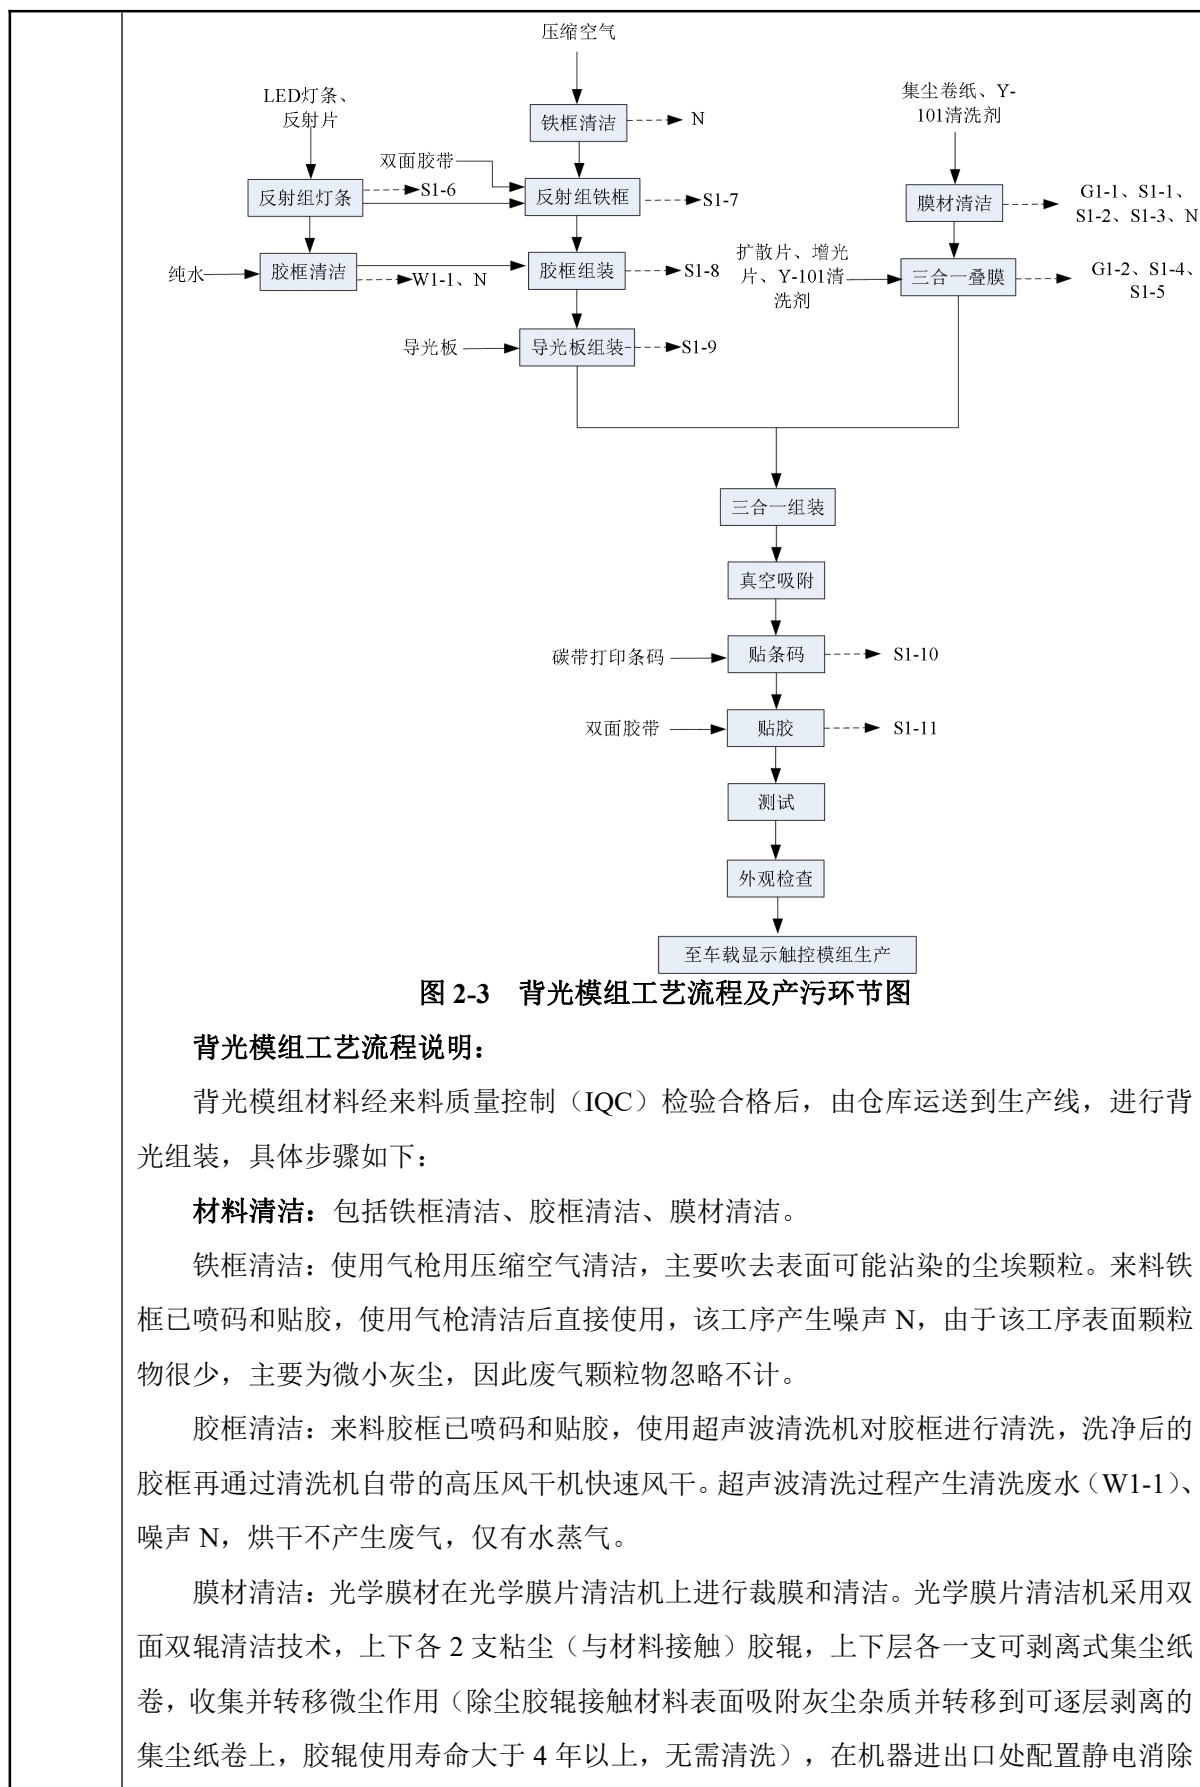 压缩空气
LED灯条、
反射片
集尘卷纸、Y-
101清洗剂
铁框清洁
N
双面胶带
反射组灯条
S1-6
反射组铁框
S1-7
膜材清洁
G1-1、S1-1、
S1-2、S1-3、N
纯水
胶框清洁
W1-1、N
胶框组装
S1-8
扩散片、增光
片、Y-101清
洗剂
三合一叠膜
G1-2、S1-4、
S1-5
导光板
导光板组装
S1-9
三合一组装
真空吸附
碳带打印条码
贴条码
S1-10
双面胶带
贴胶
S1-11
测试
外观检查
至车载显示触控模组生产
图 2-3 背光模组工艺流程及产污环节图
背光模组工艺流程说明：
背光模组材料经来料质量控制（IQC）检验合格后，由仓库运送到生产线，进行背
光组装，具体步骤如下：
材料清洁：包括铁框清洁、胶框清洁、膜材清洁。
铁框清洁：使用气枪用压缩空气清洁，主要吹去表面可能沾染的尘埃颗粒。来料铁
框已喷码和贴胶，使用气枪清洁后直接使用，该工序产生噪声 N，由于该工序表面颗粒
物很少，主要为微小灰尘，因此废气颗粒物忽略不计。
胶框清洁：来料胶框已喷码和贴胶，使用超声波清洗机对胶框进行清洗，洗净后的
胶框再通过清洗机自带的高压风干机快速风干。超声波清洗过程产生清洗废水（W1-1）、
噪声 N，烘干不产生废气，仅有水蒸气。
膜材清洁：光学膜材在光学膜片清洁机上进行裁膜和清洁。光学膜片清洁机采用双
面双辊清洁技术，上下各 2 支粘尘（与材料接触）胶辊，上下层各一支可剥离式集尘纸
卷，收集并转移微尘作用（除尘胶辊接触材料表面吸附灰尘杂质并转移到可逐层剥离的
集尘纸卷上，胶辊使用寿命大于 4 年以上，无需清洗），在机器进出口处配置静电消除